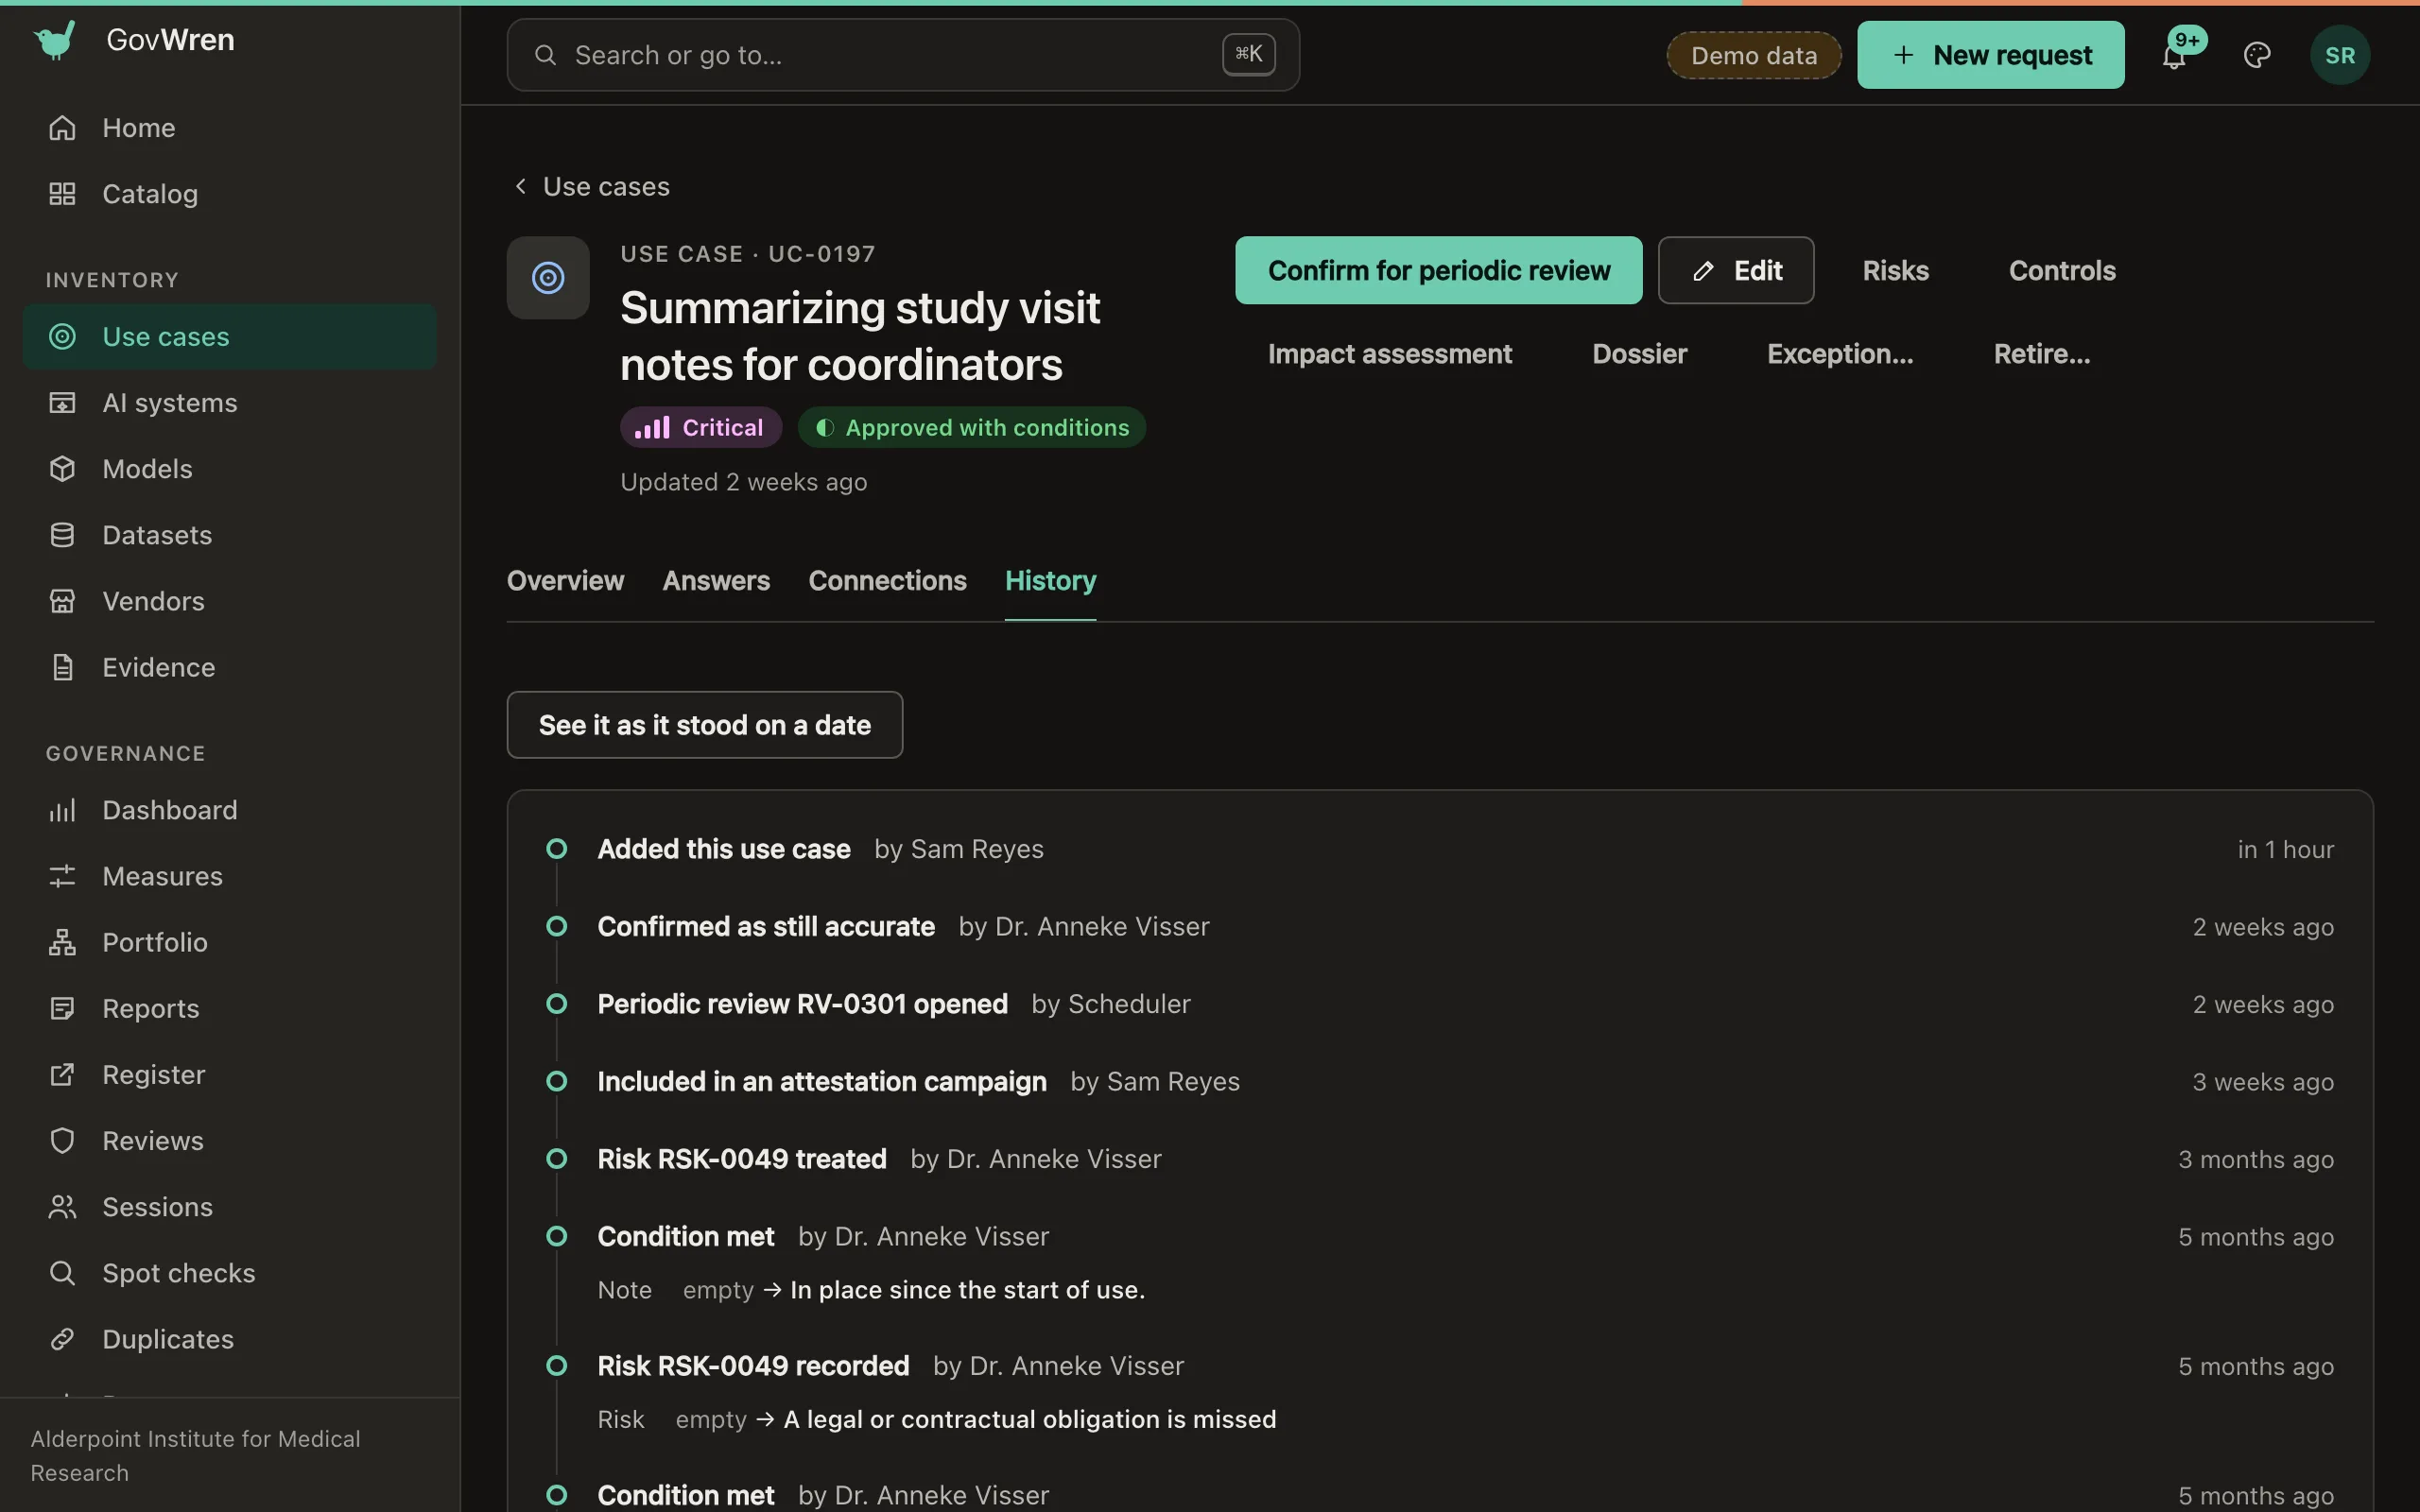 GovWren
Search or go to...
⌘K
Demo data
+ New request
9+
SR
Home
Catalog
INVENTORY
Use cases
AI systems
Models
Datasets
Vendors
Evidence
GOVERNANCE
Dashboard
Measures
Portfolio
Reports
Register
Reviews
Sessions
Spot checks
Duplicates
Alderpoint Institute for Medical
Research
Use cases
USE CASE · UC-0197
Summarizing study visit
notes for coordinators
Critical
Approved with conditions
Updated 2 weeks ago
Confirm for periodic review
Edit
Risks
Controls
Impact assessment
Dossier
Exception...
Retire...
Overview
Answers
Connections
History
See it as it stood on a date
Added this use case by Sam Reyes in 1 hour
Confirmed as still accurate by Dr. Anneke Visser 2 weeks ago
Periodic review RV-0301 opened by Scheduler 2 weeks ago
Included in an attestation campaign by Sam Reyes 3 weeks ago
Risk RSK-0049 treated by Dr. Anneke Visser 3 months ago
Condition met by Dr. Anneke Visser 5 months ago
Note empty → In place since the start of use.
Risk RSK-0049 recorded by Dr. Anneke Visser 5 months ago
Risk empty → A legal or contractual obligation is missed
Condition met by Dr. Anneke Visser 5 months ago